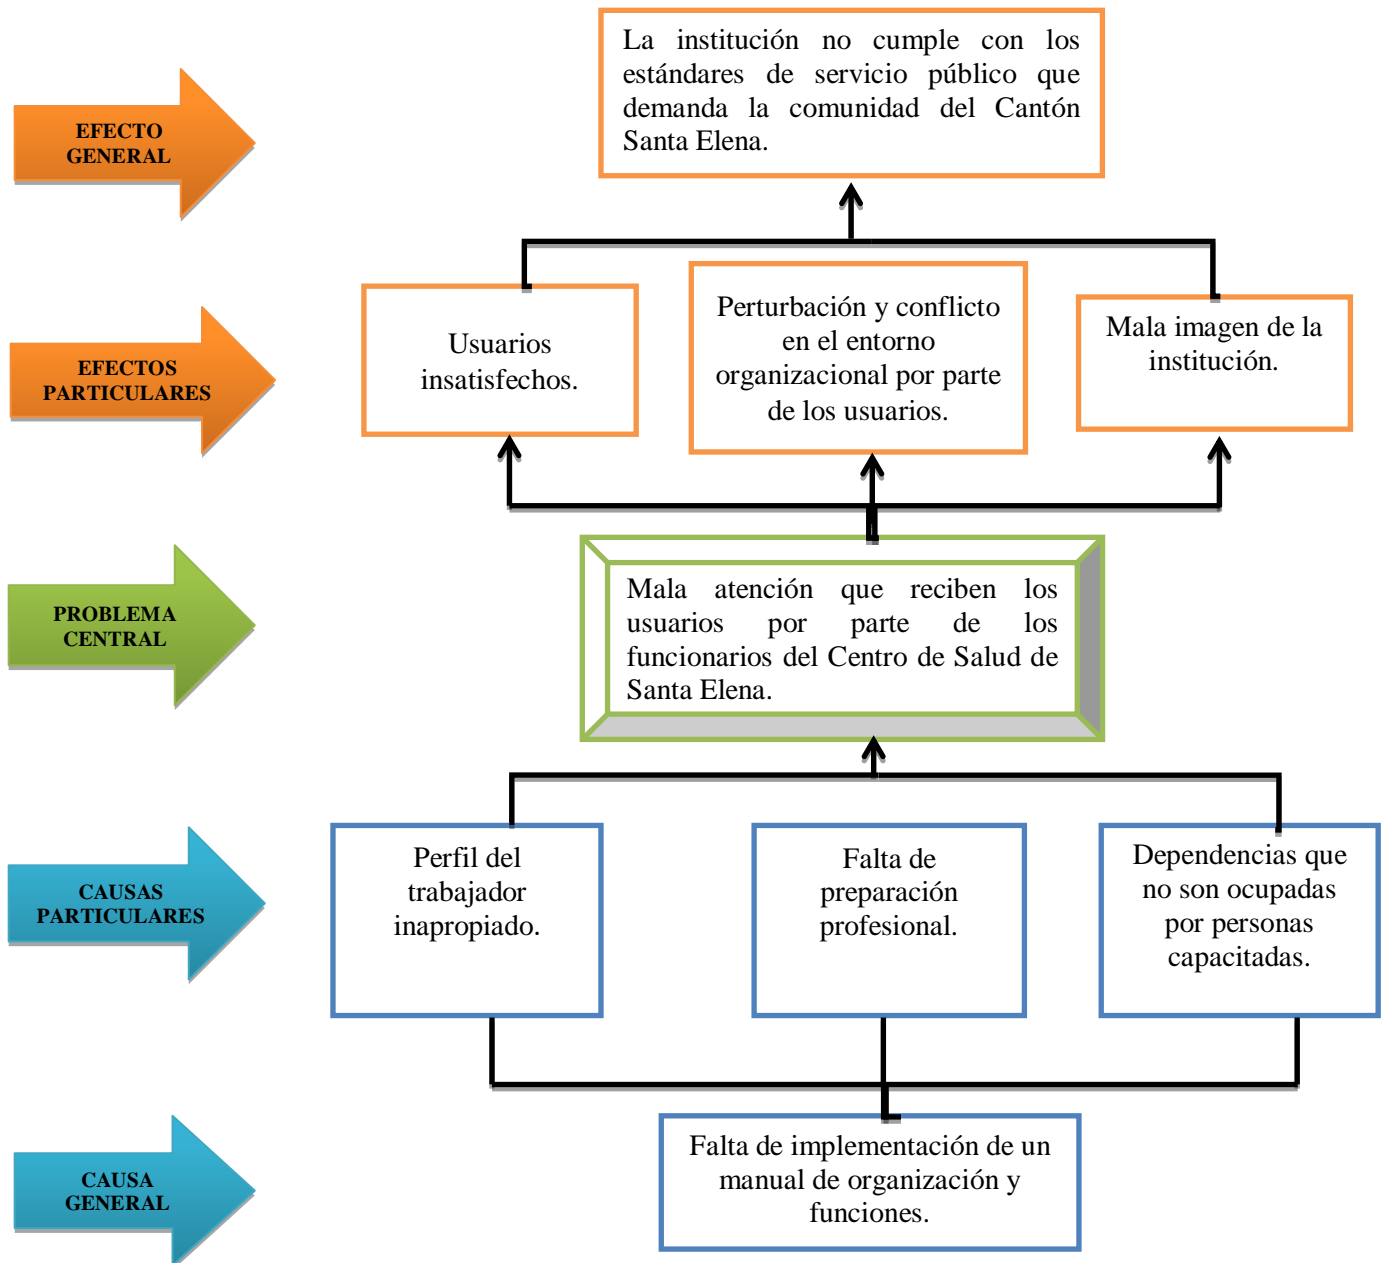 La institución no cumple con los
estándares de servicio público que
demanda la comunidad del Cantón
Santa Elena.
EFECTO
GENERAL
EFECTOS
PARTICULARES
Usuarios
insatisfechos.
Perturbación y conflicto
en el entorno
organizacional por parte
de los usuarios.
Mala imagen de la
institución.
PROBLEMA
CENTRAL
Mala atención que reciben los
usuarios por parte de los
funcionarios del Centro de Salud de
Santa Elena.
CAUSAS
PARTICULARES
Perfil del
trabajador
inapropiado.
Falta de
preparación
profesional.
Dependencias que
no son ocupadas
por personas
capacitadas.
CAUSA
GENERAL
Falta de implementación de un
manual de organización y
funciones.